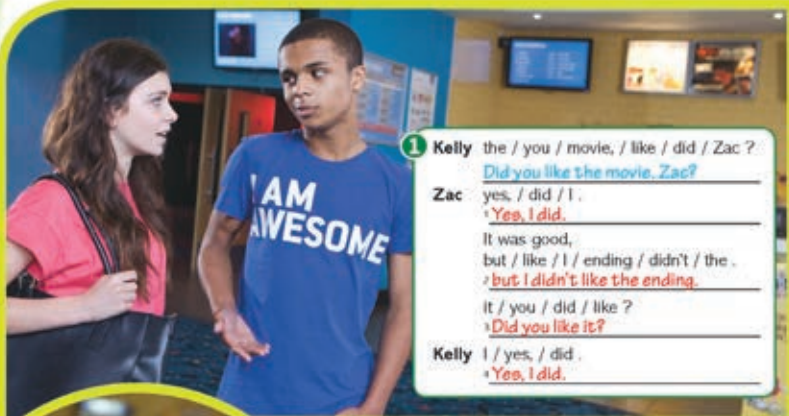 I AM
AWESOME
1
Kelly the / you / movie, / like / did / Zac ?
Did you like the movie, Zac?
Zac yes, / did / I .
1 Yes, I did.
It was good,
but / like / I / ending / didn't / the .
2 but I didn't like the ending.
it / you / did / like ?
3 Did you like it?
Kelly I / yes, / did .
4 Yes, I did.